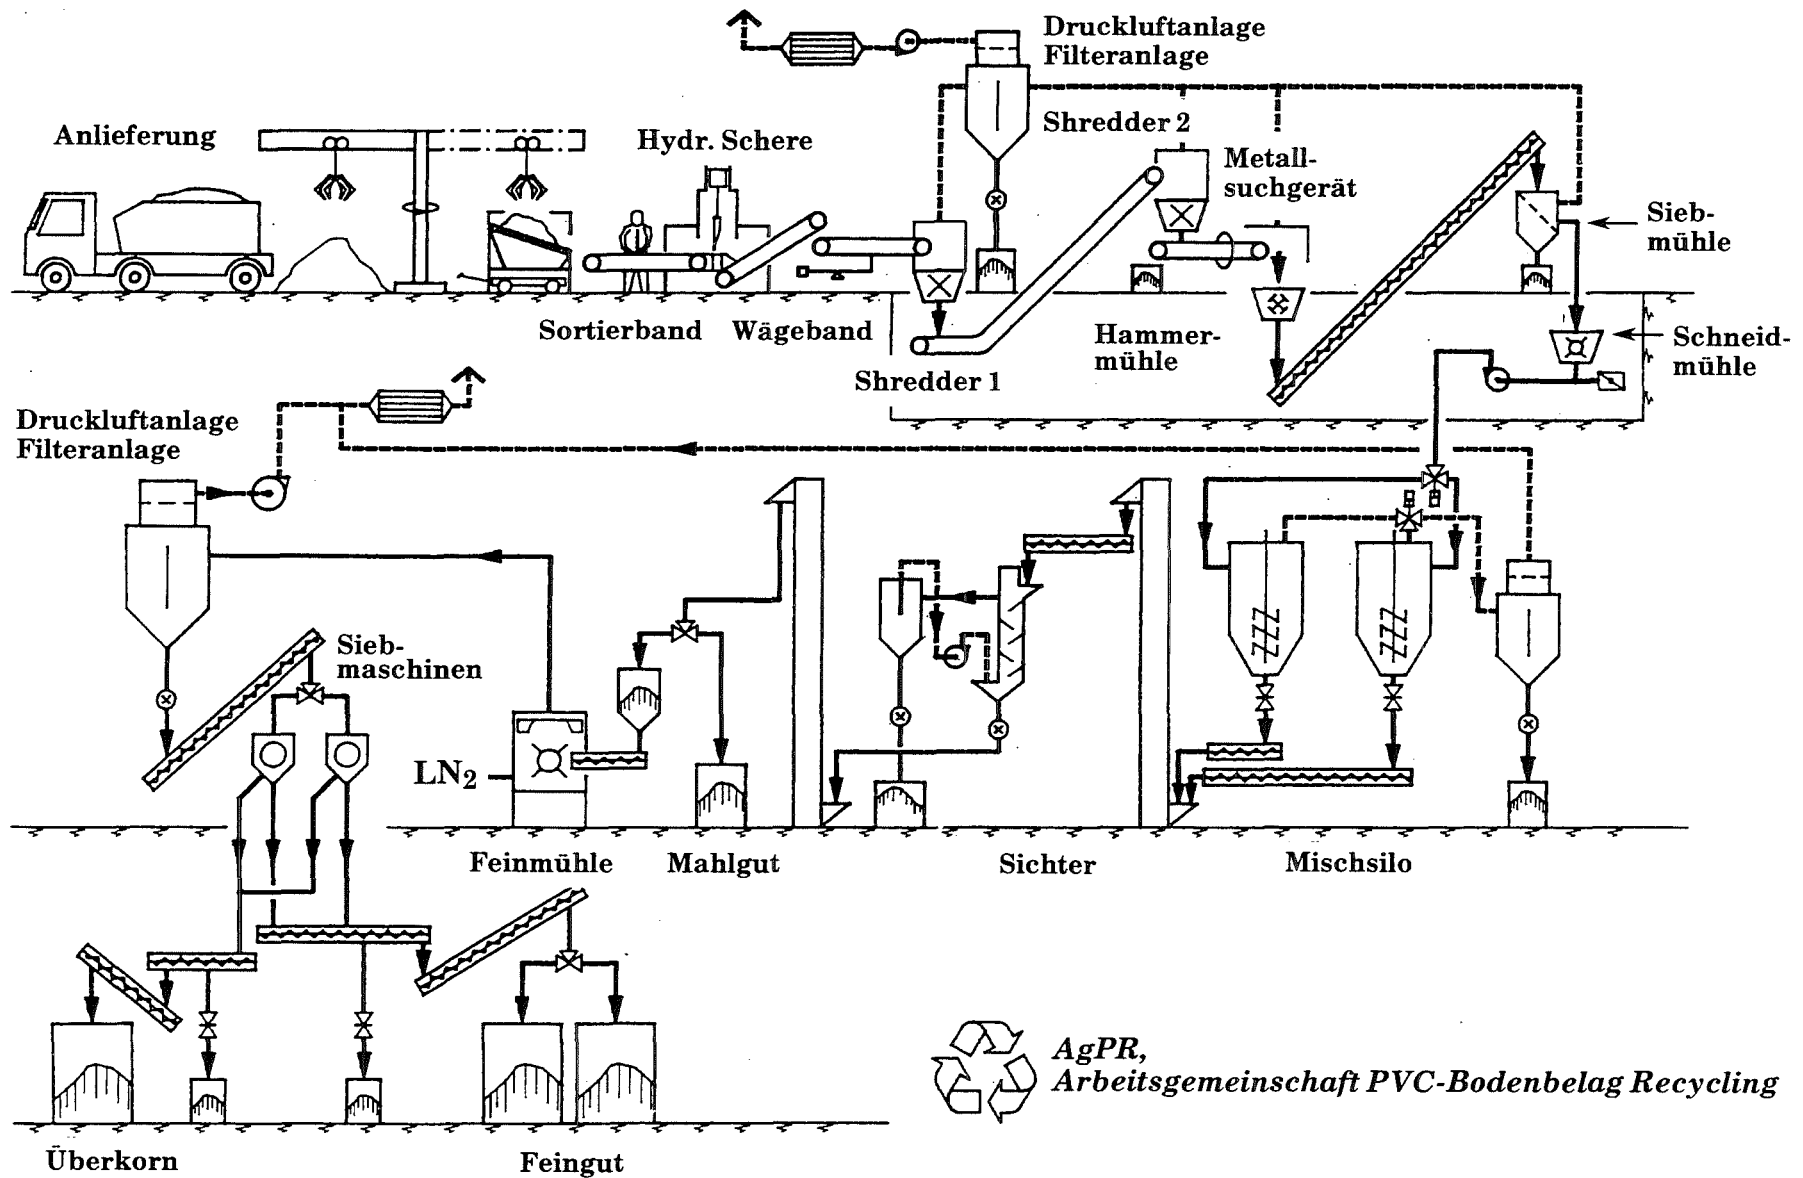 Druckluftanlage
Filteranlage
Anlieferung
Hydr. Schere
Shredder 2
Metall-
suchgerät
Sieb-
mühle
Sortierband
Wägeband
Hammer-
mühle
Schneid-
mühle
Shredder 1
Druckluftanlage
Filteranlage
Sieb-
maschinen
LN2
Feinmühle
Mahlgut
Sichter
Mischsilo
AgPR,
Arbeitsgemeinschaft PVC-Bodenbelag Recycling
Überkorn
Feingut